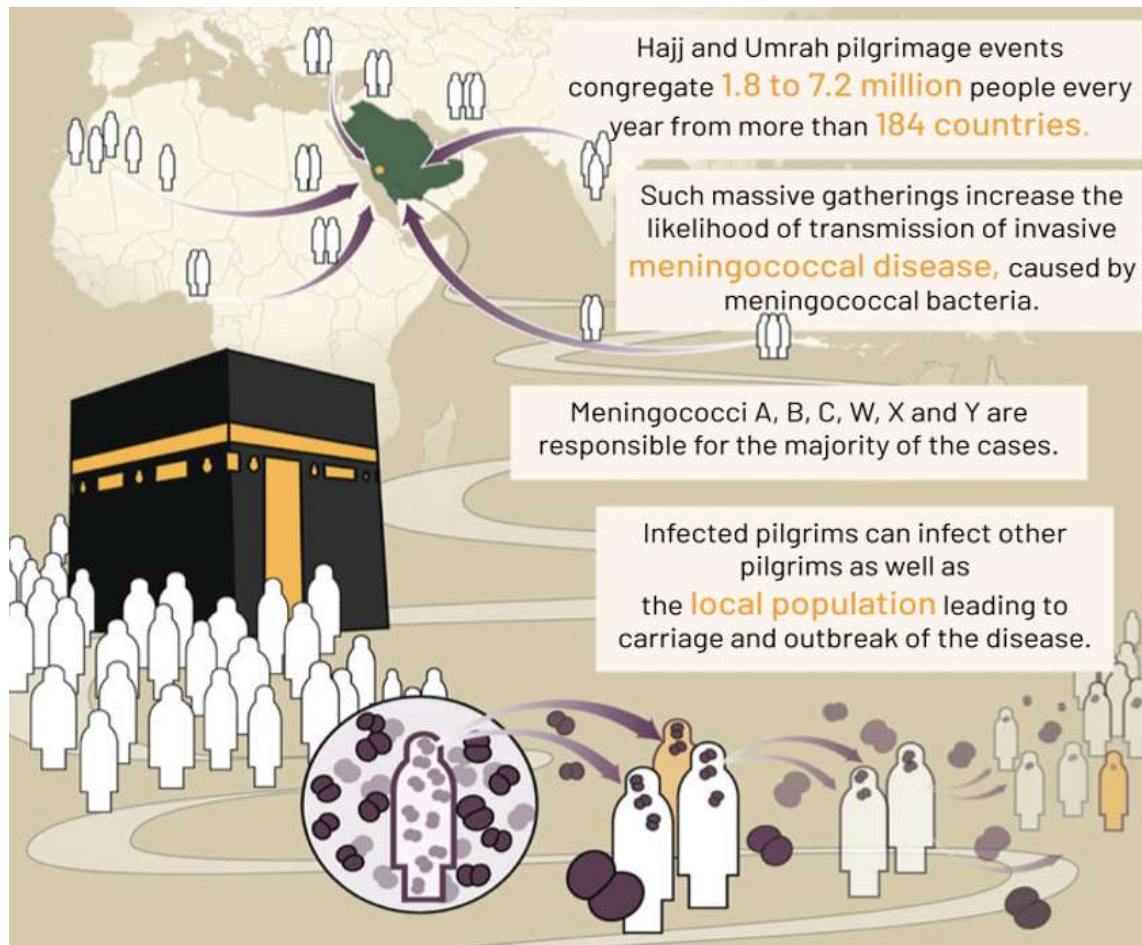 Hajj and Umrah pilgrimage events
congregate 1.8 to 7.2 million people every
year from more than 184 countries.
Such massive gatherings increase the
likelihood of transmission of invasive
meningococcal disease, caused by
meningococcal bacteria.
Meningococci A, B, C, W, X and Y are
responsible for the majority of the cases.
Infected pilgrims can infect other
pilgrims as well as
the local population leading to
carriage and outbreak of the disease.